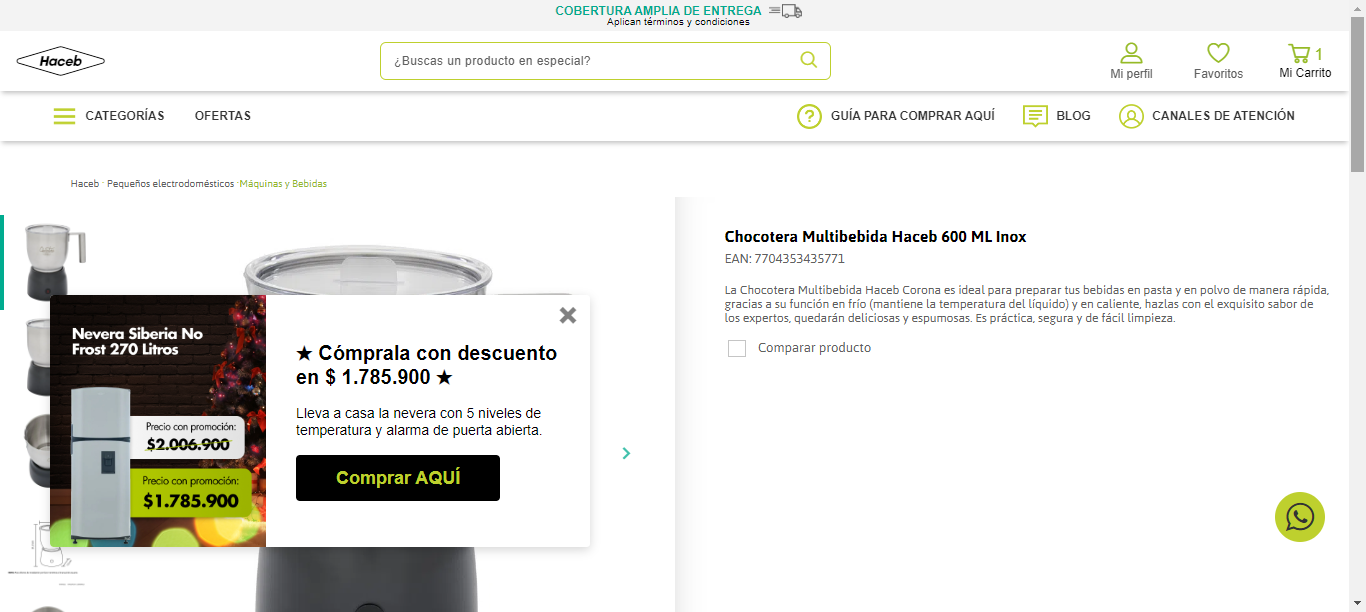 COBERTURA AMPLIA DE ENTREGA
Aplican términos y condiciones
Haceb
¿Buscas un producto en especial?
Mi perfil
Favoritos
1
Mi Carrito
CATEGORÍAS
OFERTAS
GUÍA PARA COMPRAR AQUÍ
BLOG
CANALES DE ATENCIÓN
Haceb · Pequeños electrodomésticos · Máquinas y Bebidas
Chocotera Multibebida Haceb 600 ML Inox
EAN: 7704353435771
La Chocotera Multibebida Haceb Corona es ideal para preparar tus bebidas en pasta y en polvo de manera rápida,
gracias a su función en frío (mantiene la temperatura del líquido) y en caliente, hazlas con el exquisito sabor de
los expertos, quedarán deliciosas y espumosas. Es práctica, segura y de fácil limpieza.
Comparar producto
Nevera Siberia No
Frost 270 Litros
Precio con promoción:
$2.006.900
Precio con promoción:
$1.785.900
★ Cómprala con descuento
en $ 1.785.900 ★
Lleva a casa la nevera con 5 niveles de
temperatura y alarma de puerta abierta.
Comprar AQUÍ